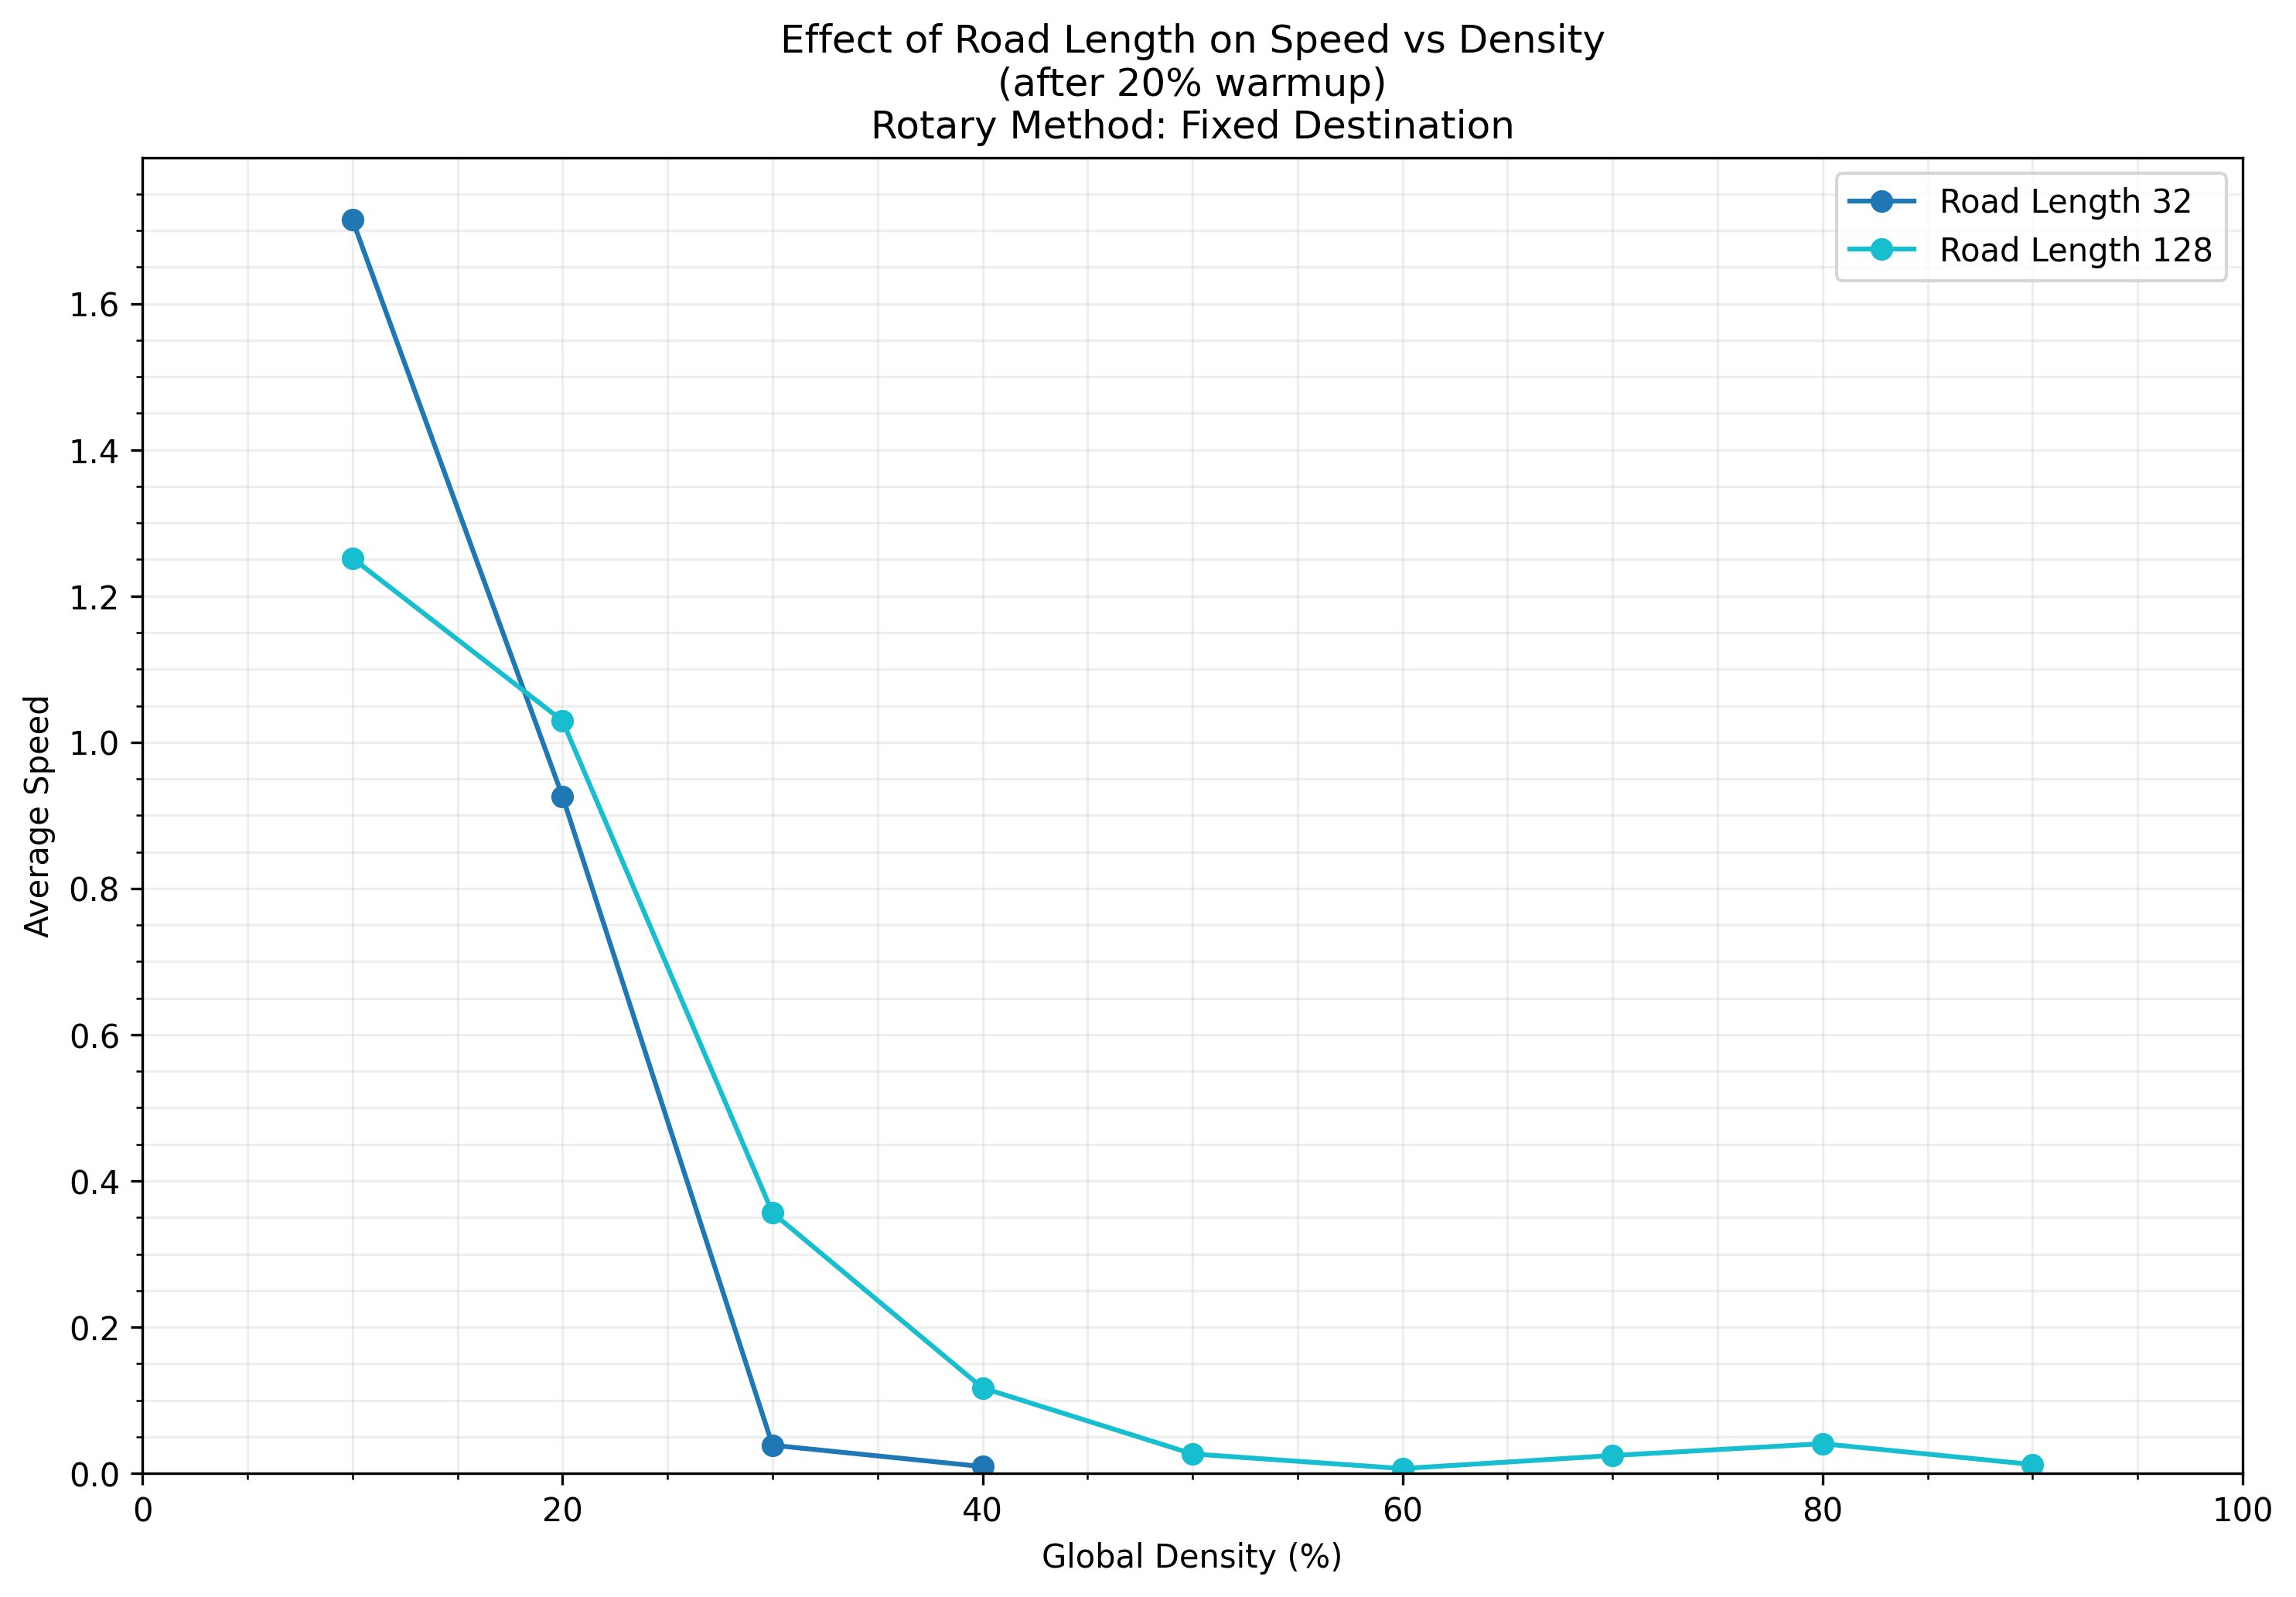 Effect of Road Length on Speed vs Density
(after 20% warmup)
Rotary Method: Fixed Destination
Road Length 32
Road Length 128
1.6
1.4
1.2
1.0
0.8
0.6
0.4
0.2
0.0
Average Speed
0 20 40 60 80 100
Global Density (%)